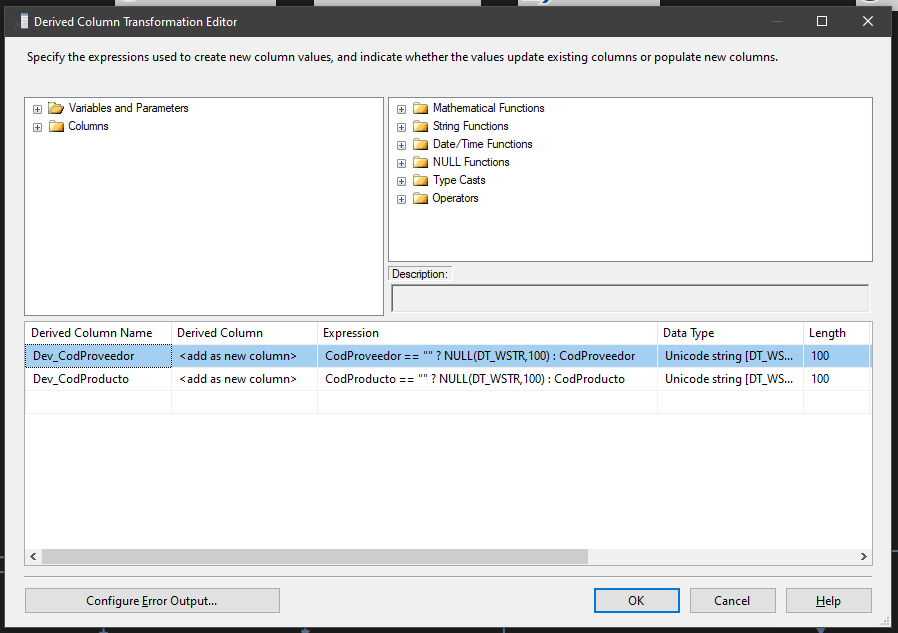 Derived Column Transformation Editor
Specify the expressions used to create new column values, and indicate whether the values update existing columns or populate new columns.
Variables and Parameters
Columns
Mathematical Functions
String Functions
Date/Time Functions
NULL Functions
Type Casts
Operators
Description:
Derived Column Name Derived Column Expression Data Type Length
Dev_CodProveedor <add as new column> CodProveedor == "" ? NULL(DT_WSTR,100) : CodProveedor Unicode string [DT_WS... 100
Dev_CodProducto <add as new column> CodProducto == "" ? NULL(DT_WSTR,100) : CodProducto Unicode string [DT_WS... 100
Configure Error Output... OK Cancel Help